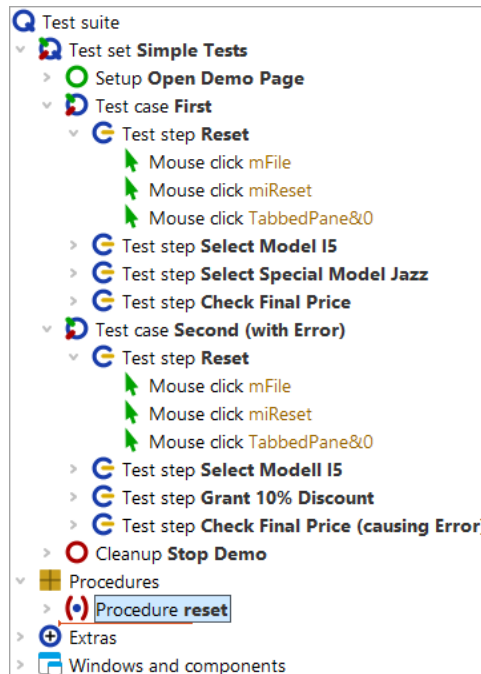 Test suite
Test set Simple Tests
Setup Open Demo Page
Test case First
Test step Reset
Mouse click mFile
Mouse click miReset
Mouse click TabbedPane&0
Test step Select Model I5
Test step Select Special Model Jazz
Test step Check Final Price
Test case Second (with Error)
Test step Reset
Mouse click mFile
Mouse click miReset
Mouse click TabbedPane&0
Test step Select Modell I5
Test step Grant 10% Discount
Test step Check Final Price (causing Error)
Cleanup Stop Demo
Procedures
Procedure reset
Extras
Windows and components